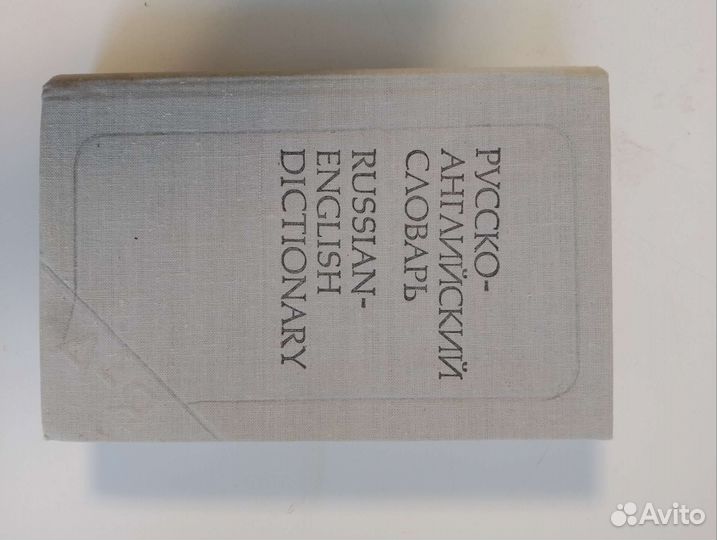 РУССКО-
АНГЛИЙСКИЙ
СЛОВАРЬ
RUSSIAN-
ENGLISH
DICTIONARY
Avito